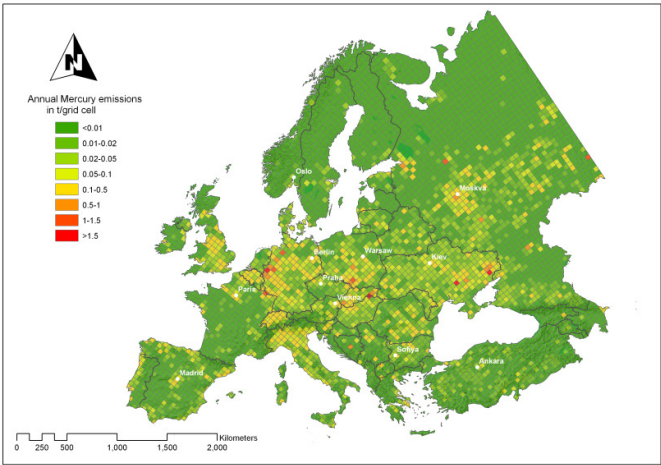 N
Annual Mercury emissions
in t/grid cell
<0.01
0.01-0.02
0.02-0.05
0.05-0.1
0.1-0.5
0.5-1
1-1.5
>1.5
Oslo
Moskva
Berlin
Warsaw
Kiev
Praha
Paris
Vienna
Sofiya
Madrid
Ankara
Kilometers
0 250 500 1,000 1,500 2,000